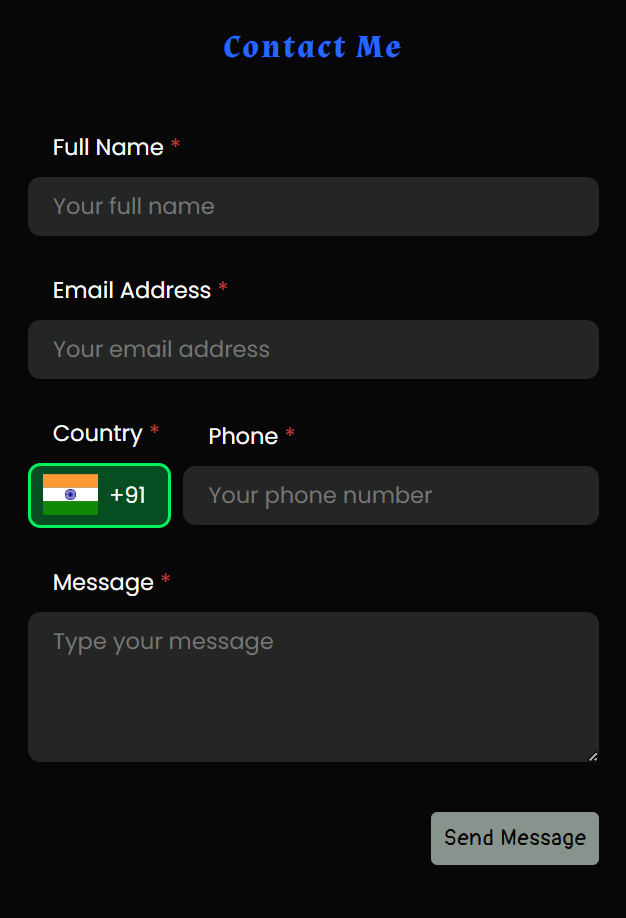 Contact Me
Full Name *
Your full name
Email Address *
Your email address
Country * Phone *
+91 Your phone number
Message *
Type your message
Send Message